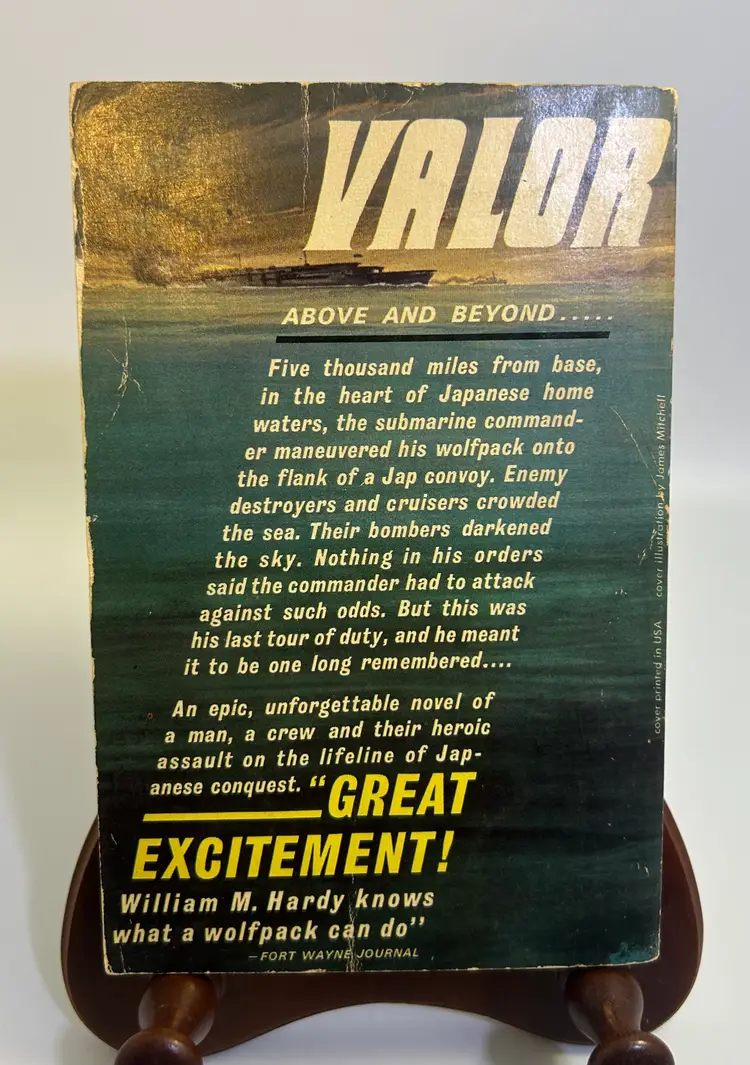 VALOR
ABOVE AND BEYOND.....
Five thousand miles from base,
in the heart of Japanese home
waters, the submarine command-
er maneuvered his wolfpack onto
the flank of a Jap convoy. Enemy
destroyers and cruisers crowded
the sea. Their bombers darkened
the sky. Nothing in his orders
said the commander had to attack
against such odds. But this was
his last tour of duty, and he meant
it to be one long remembered....
An epic, unforgettable novel of
a man, a crew and their heroic
assault on the lifeline of Jap-
anese conquest. “GREAT
EXCITEMENT!
William M. Hardy knows
what a wolfpack can do”
—FORT WAYNE JOURNAL
cover printed in USA cover illustration by James Mitchell